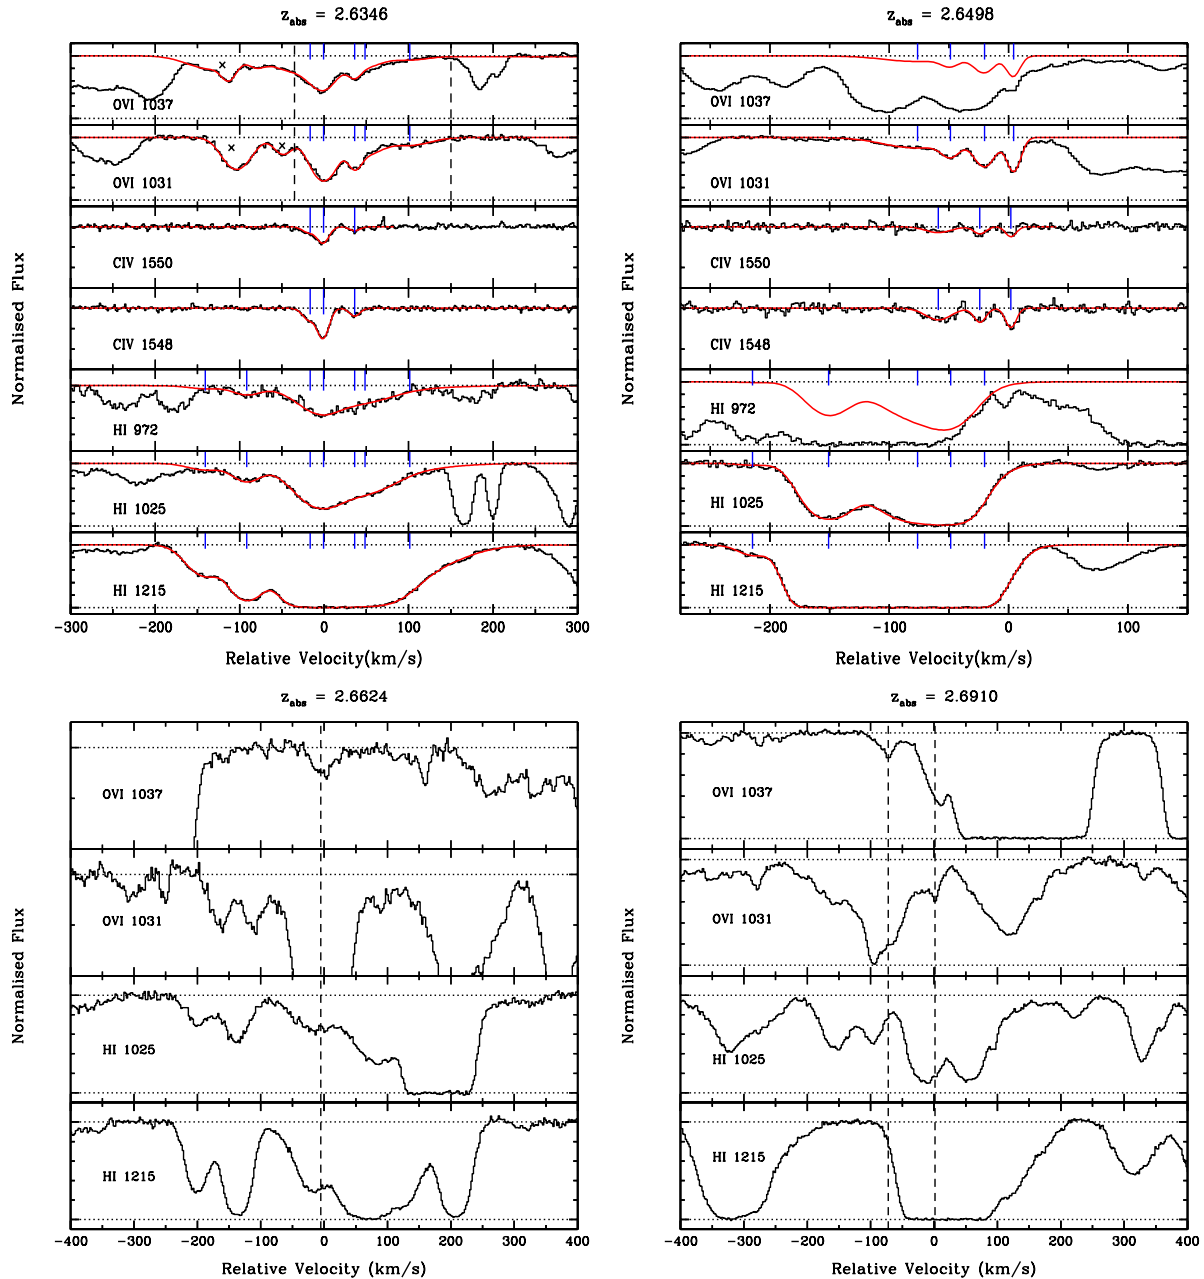 z_abs = 2.6346
OVI 1037
x
OVI 1031
x x
CIV 1550
CIV 1548
HI 972
HI 1025
HI 1215
-300 -200 -100 0 100 200 300
Relative Velocity(km/s)
Normalised Flux
z_abs = 2.6498
OVI 1037
OVI 1031
CIV 1550
CIV 1548
HI 972
HI 1025
HI 1215
-200 -100 0 100
Relative Velocity(km/s)
Normalised Flux
z_abs = 2.6624
OVI 1037
OVI 1031
HI 1025
HI 1215
-400 -300 -200 -100 0 100 200 300 400
Relative Velocity (km/s)
Normalised Flux
z_abs = 2.6910
OVI 1037
OVI 1031
HI 1025
HI 1215
-400 -300 -200 -100 0 100 200 300 400
Relative Velocity (km/s)
Normalised Flux